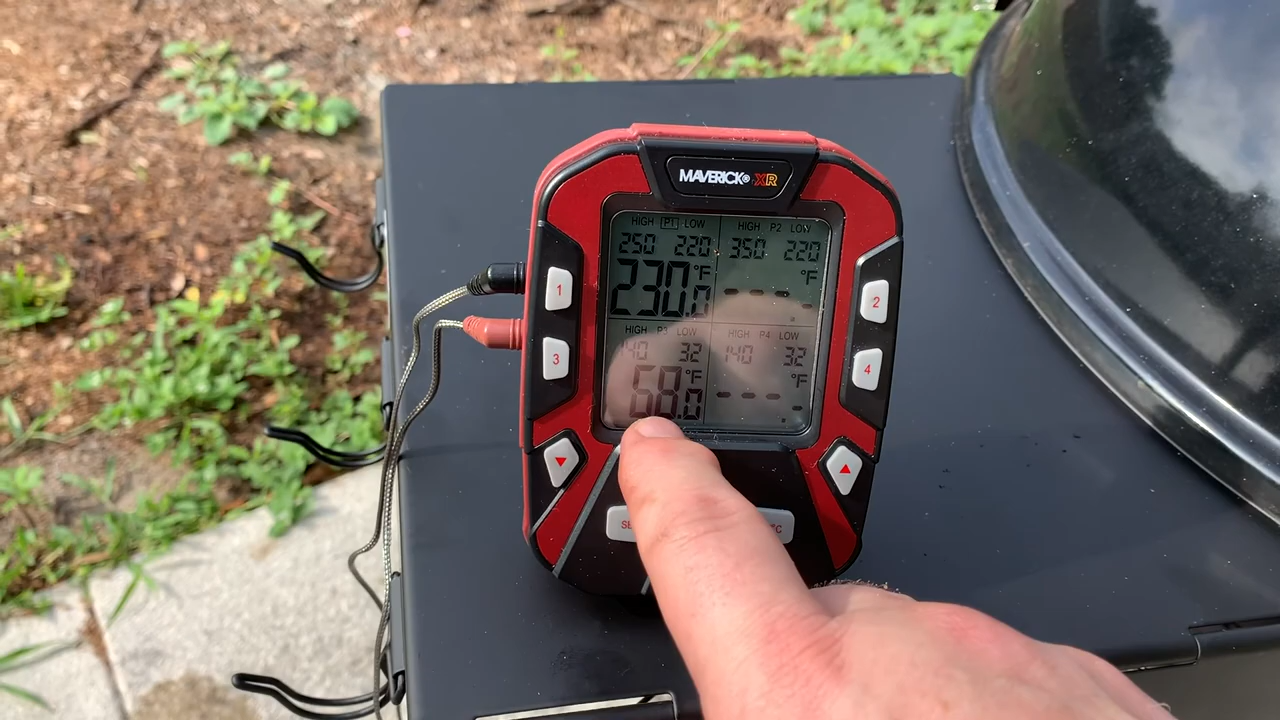 MAVERICK® XR
HIGH P1 LOW HIGH P2 LOW
250 220 350 220
230.0 °F ---.- °F
HIGH P3 LOW HIGH P4 LOW
140 32 140 32
68.0 °F ---.- °F
1
2
3
4